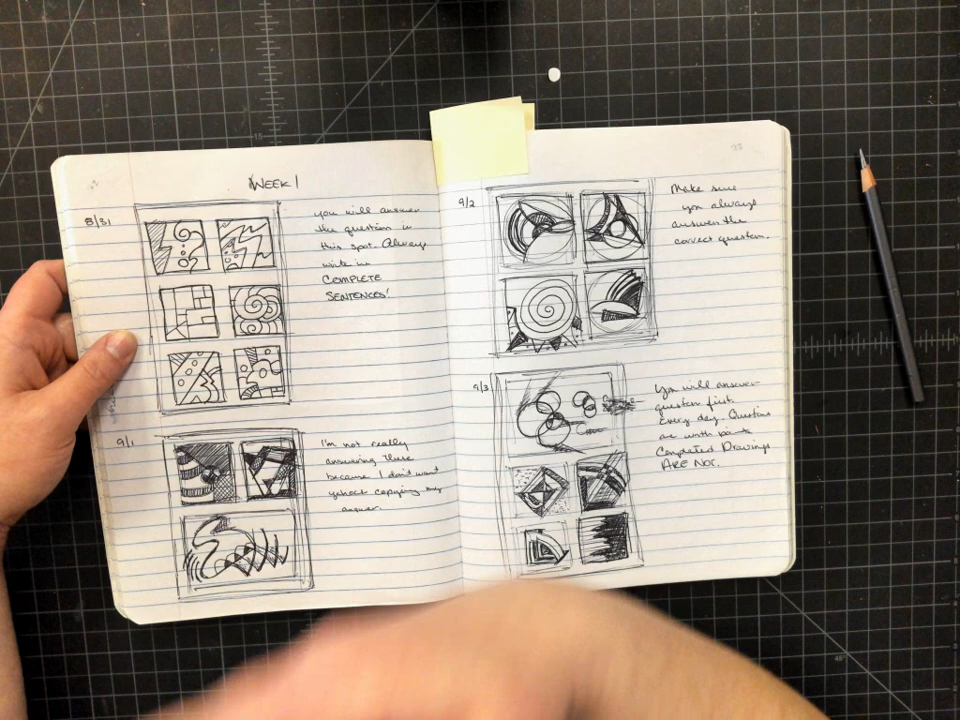 WEEK 1
8/31
you will answer
the question in
this spot. Always
write in
COMPLETE
SENTENCES!
9/1
I'm not really
answering these
because I don't want
copying my
answer.
9/2
Make sure
you always
answer the
correct question.
9/3
You will answer
question first
every day. Questions
are worth points
Completed Drawings
ARE NOT.